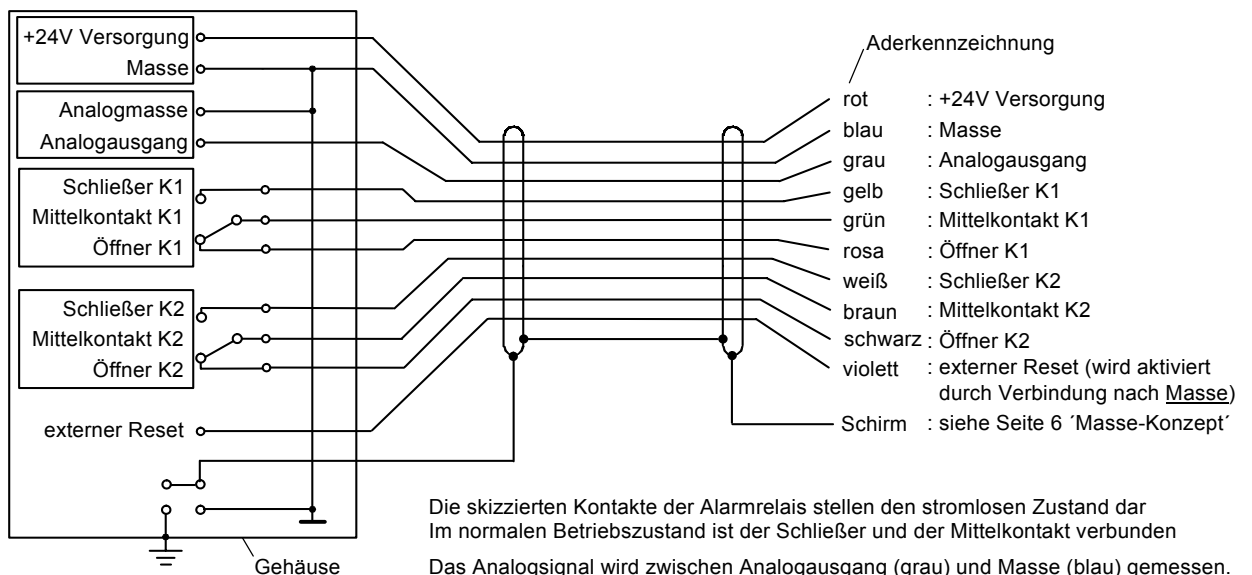 +24V Versorgung
Masse
Analogmasse
Analogausgang
Schließer K1
Mittelkontakt K1
Öffner K1
Schließer K2
Mittelkontakt K2
Öffner K2
externer Reset
Gehäuse
Aderkennzeichnung
rot : +24V Versorgung
blau : Masse
grau : Analogausgang
gelb : Schließer K1
grün : Mittelkontakt K1
rosa : Öffner K1
weiß : Schließer K2
braun : Mittelkontakt K2
schwarz : Öffner K2
violett : externer Reset (wird aktiviert
durch Verbindung nach Masse)
Schirm : siehe Seite 6 ´Masse-Konzept´
Die skizzierten Kontakte der Alarmrelais stellen den stromlosen Zustand dar
Im normalen Betriebszustand ist der Schließer und der Mittelkontakt verbunden
Das Analogsignal wird zwischen Analogausgang (grau) und Masse (blau) gemessen.